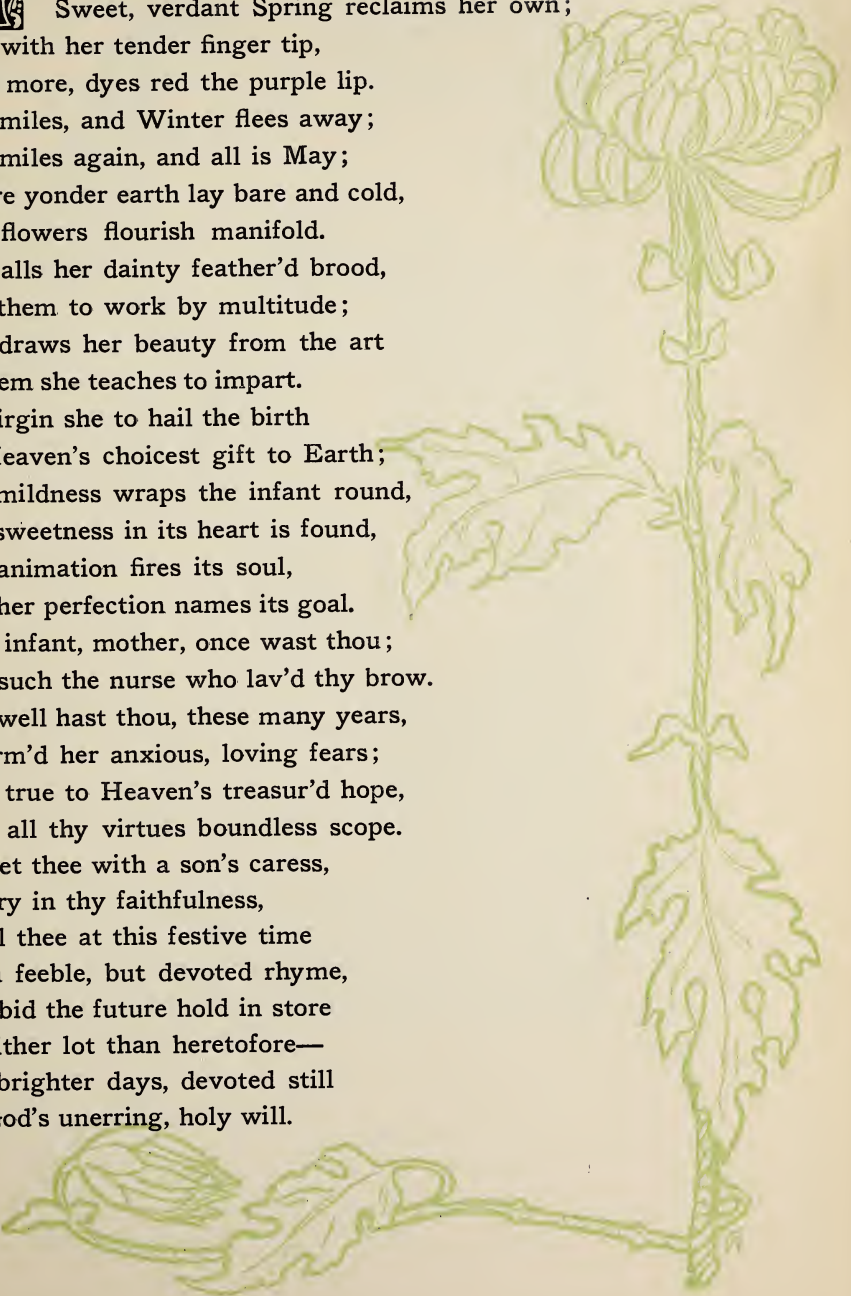 Sweet, verdant Spring reclaims her own;
with her tender finger tip,
more, dyes red the purple lip.
miles, and Winter flees away;
miles again, and all is May;
re yonder earth lay bare and cold,
flowers flourish manifold.
alls her dainty feather'd brood,
them to work by multitude;
draws her beauty from the art
em she teaches to impart.
irgin she to hail the birth
eaven's choicest gift to Earth;
mildness wraps the infant round,
sweetness in its heart is found,
animation fires its soul,
her perfection names its goal.
infant, mother, once wast thou;
such the nurse who lav'd thy brow.
well hast thou, these many years,
rm'd her anxious, loving fears;
true to Heaven's treasur'd hope,
all thy virtues boundless scope.
et thee with a son's caress,
ry in thy faithfulness,
l thee at this festive time
feeble, but devoted rhyme,
bid the future hold in store
ther lot than heretofore—
brighter days, devoted still
od's unerring, holy will.